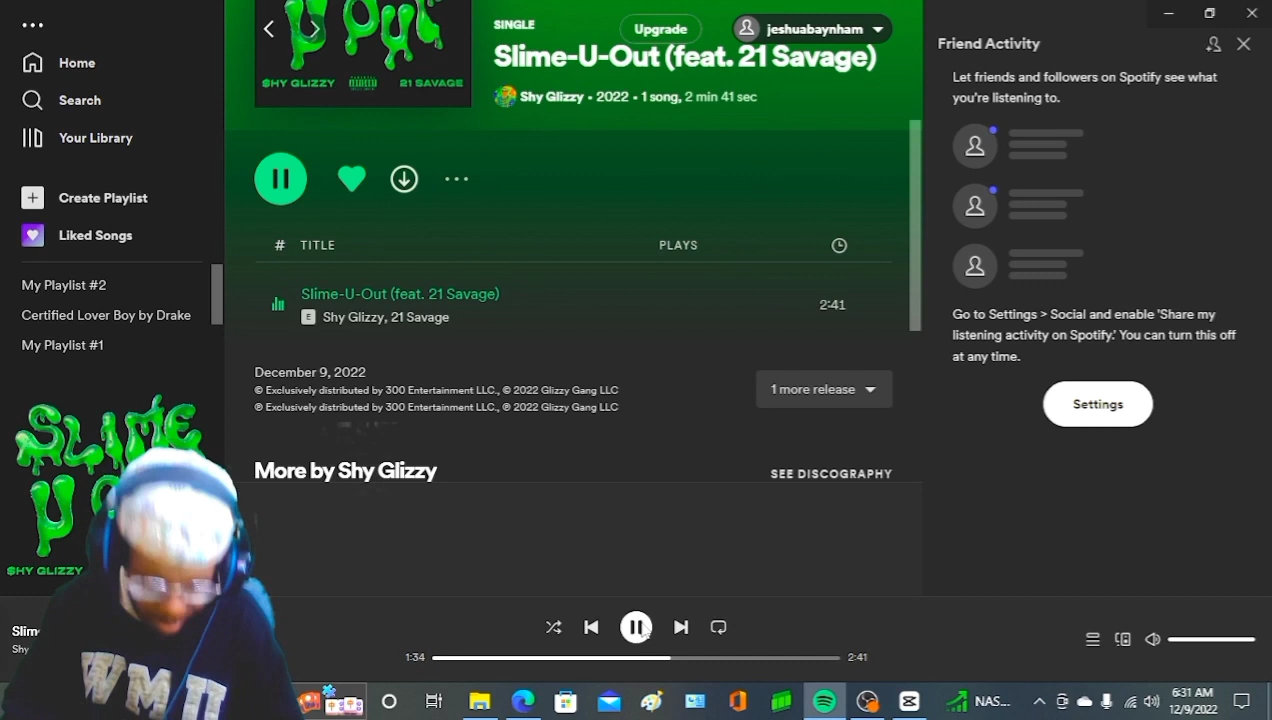 Home
Search
Your Library
Create Playlist
Liked Songs
My Playlist #2
Certified Lover Boy by Drake
My Playlist #1
SLIME
U
$HY GLIZZY
Slim-
Shy
WMU
U OUT
$HY GLIZZY
21 SAVAGE
SINGLE
Upgrade
jeshuabaynham
Slime-U-Out (feat. 21 Savage)
Shy Glizzy • 2022 • 1 song, 2 min 41 sec
# TITLE PLAYS
Slime-U-Out (feat. 21 Savage)
E Shy Glizzy, 21 Savage
2:41
December 9, 2022
© Exclusively distributed by 300 Entertainment LLC., © 2022 Glizzy Gang LLC
℗ Exclusively distributed by 300 Entertainment LLC., ℗ 2022 Glizzy Gang LLC
1 more release
More by Shy Glizzy
SEE DISCOGRAPHY
Friend Activity
Let friends and followers on Spotify see what
you're listening to.
Go to Settings > Social and enable 'Share my
listening activity on Spotify.' You can turn this off
at any time.
Settings
1:34
2:41
NAS...
6:31 AM
12/9/2022